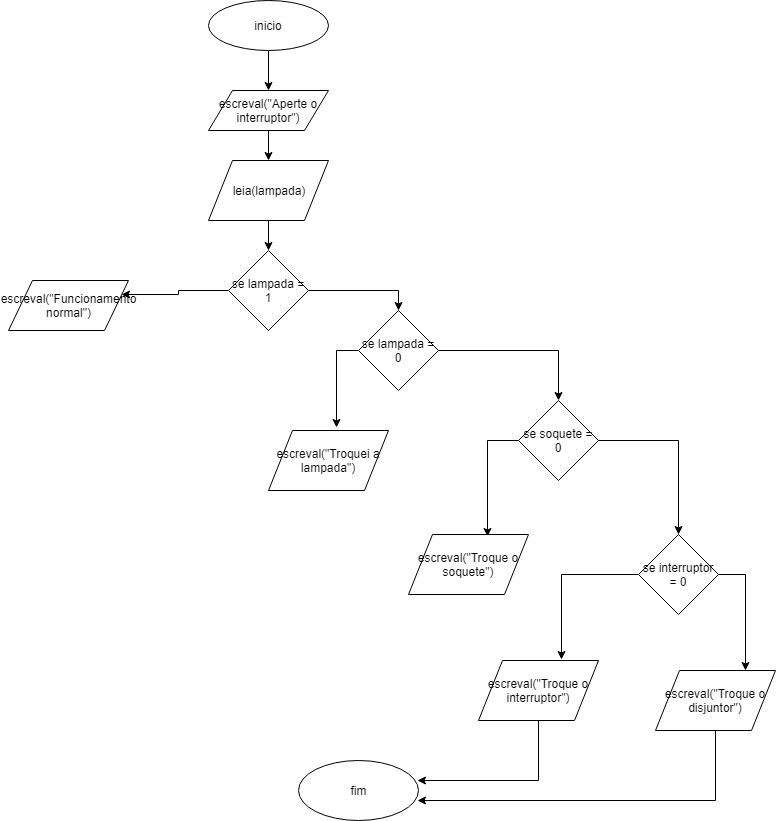 inicio
escreval("Aperte o
interruptor")
leia(lampada)
se lampada =
1
escreval("Funcionamento
normal")
se lampada =
0
escreval("Troquei a
lampada")
se soquete =
0
escreval("Troque o
soquete")
se interruptor
= 0
escreval("Troque o
interruptor")
escreval("Troque o
disjuntor")
fim